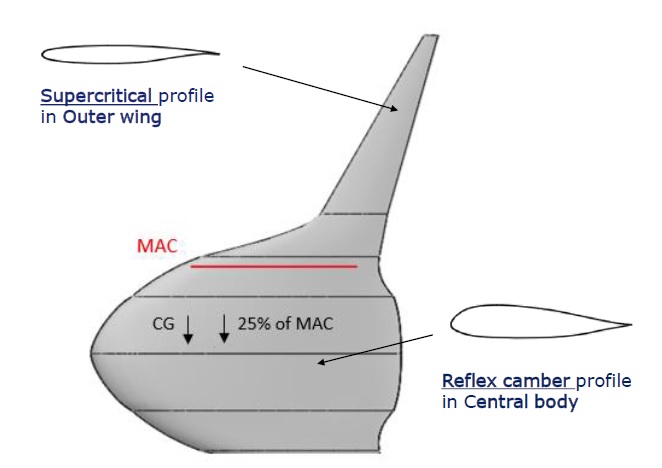 Supercritical profile
in Outer wing
MAC
CG
25% of MAC
Reflex camber profile
in Central body